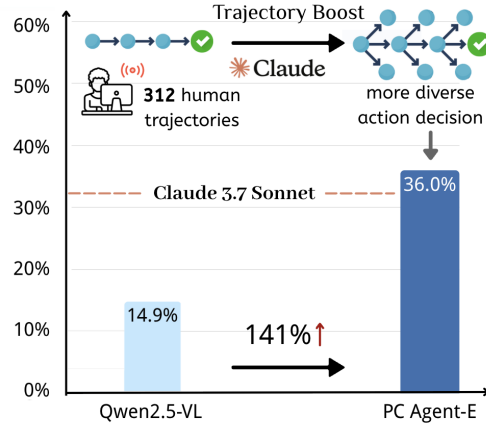 Trajectory Boost
Claude
312 human
trajectories
more diverse
action decision
60%
50%
40%
30%
20%
10%
0%
Claude 3.7 Sonnet
36.0%
14.9%
141%↑
Qwen2.5-VL
PC Agent-E